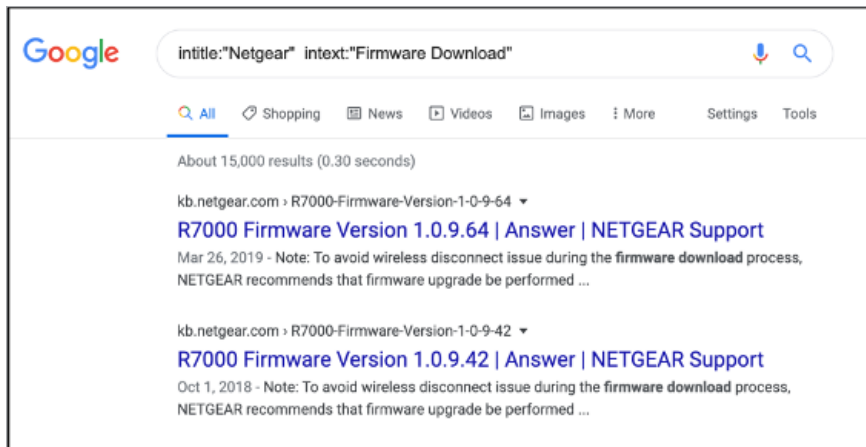 Google
intitle:"Netgear" intext:"Firmware Download"
All Shopping News Videos Images More Settings Tools
About 15,000 results (0.30 seconds)
kb.netgear.com › R7000-Firmware-Version-1-0-9-64
R7000 Firmware Version 1.0.9.64 | Answer | NETGEAR Support
Mar 26, 2019 - Note: To avoid wireless disconnect issue during the firmware download process,
NETGEAR recommends that firmware upgrade be performed ...
kb.netgear.com › R7000-Firmware-Version-1-0-9-42
R7000 Firmware Version 1.0.9.42 | Answer | NETGEAR Support
Oct 1, 2018 - Note: To avoid wireless disconnect issue during the firmware download process,
NETGEAR recommends that firmware upgrade be performed ...